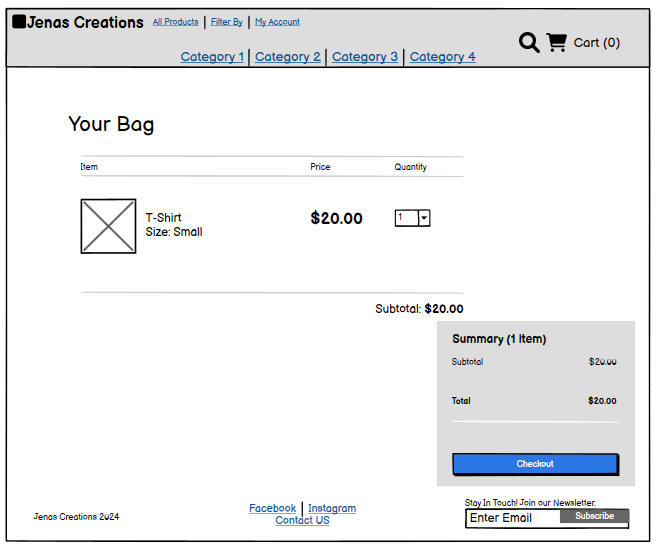 Jenas Creations All Products | Filter By | My Account
Category 1 | Category 2 | Category 3 | Category 4
Cart (0)
Your Bag
Item Price Quantity
T-Shirt $20.00 1
Size: Small
Subtotal: $20.00
Summary (1 item)
Subtotal $20.00
Total $20.00
Checkout
Stay In Touch! Join our Newsletter.
Facebook | Instagram
Contact US
Enter Email Subscribe
Jenas Creations 2024